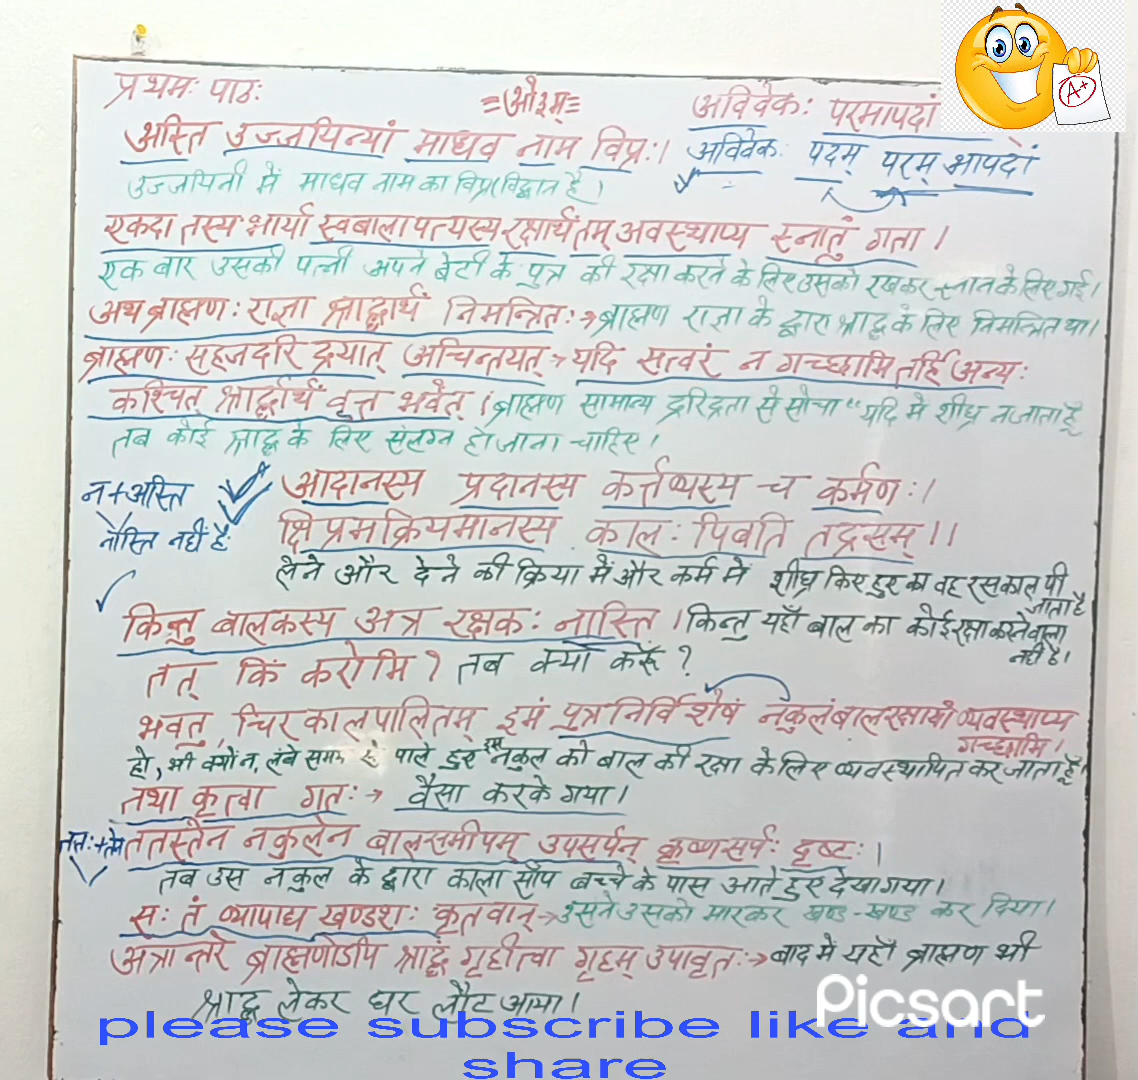 प्रथमः पाठः
=ओ३म्=
अविवेकः परमापदां
अस्ति उज्जयिन्यां माधव नाम विप्रः। अविवेकः पदम् परम् आपदां
उज्जयिनी में माधव नाम का विप्र(विद्वान है)
एकदा तस्य भार्या स्वबालापत्यस्य रक्षार्थं तम् अवस्थाप्य स्नातुं गता।
एक बार उसकी पत्नी अपने बेटी के पुत्र की रक्षा करने के लिए उसको रखकर स्नान के लिए गई।
अथ ब्राह्मणः राज्ञा श्राद्धार्थं निमन्त्रितः→ब्राह्मण राजा के द्वारा श्राद्ध के लिए निमन्त्रित था।
ब्राह्मणः सहजदारिद्रयात् अचिन्तयत्→यदि सत्वरं न गच्छामि तर्हि अन्यः
कश्चित् श्राद्धार्थं वृत्त भवेत्। ब्राह्मण सामान्य दरिद्रता से सोचा "यदि मैं शीघ्र न जाता हूँ
तब कोई श्राद्ध के लिए संलग्न हो जाना चाहिए।
न+अस्ति
नास्ति नहीं है
आदानस्य प्रदानस्य कर्त्तव्यस्य च कर्मणः।
क्षिप्रमक्रियमानस्य कालः पिबति तद्रसम्।।
लेने और देने की क्रिया में और कर्म में शीघ्र किए हुए का वह रस काल पी जाता है
किन्तु बालकस्य अत्र रक्षकः नास्ति। किन्तु यहाँ बाल का कोई रक्षा करने वाला नहीं है।
तत् किं करोमि? तब क्या करूँ?
भवतु, चिरकालपालितम् इमं पुत्रनिर्विशेषं नकुलं बालरक्षायां व्यवस्थाप्य गच्छामि।
हो, भी क्यों न, लंबे समय से पाले हुए इस नकुल को बाल की रक्षा के लिए व्यवस्थापित कर जाता हूँ।
तथा कृत्वा गतः→ वैसा करके गया।
ततः+तेन ततस्तेन नकुलेन बालसमीपम् उपसर्पन् कृष्णसर्पः दृष्टः।
तब उस नकुल के द्वारा काला साँप बच्चे के पास आते हुए देखा गया।
सः तं व्यापाद्य खण्डशः कृतवान्→उसने उसको मारकर खण्ड-खण्ड कर दिया।
अत्रान्तरे ब्राह्मणोऽपि श्राद्धं गृहीत्वा गृहम् उपावृतः→बाद में यहाँ ब्राह्मण भी
श्राद्ध लेकर घर लौट आया।
A+
Picsart
please subscribe like and
share